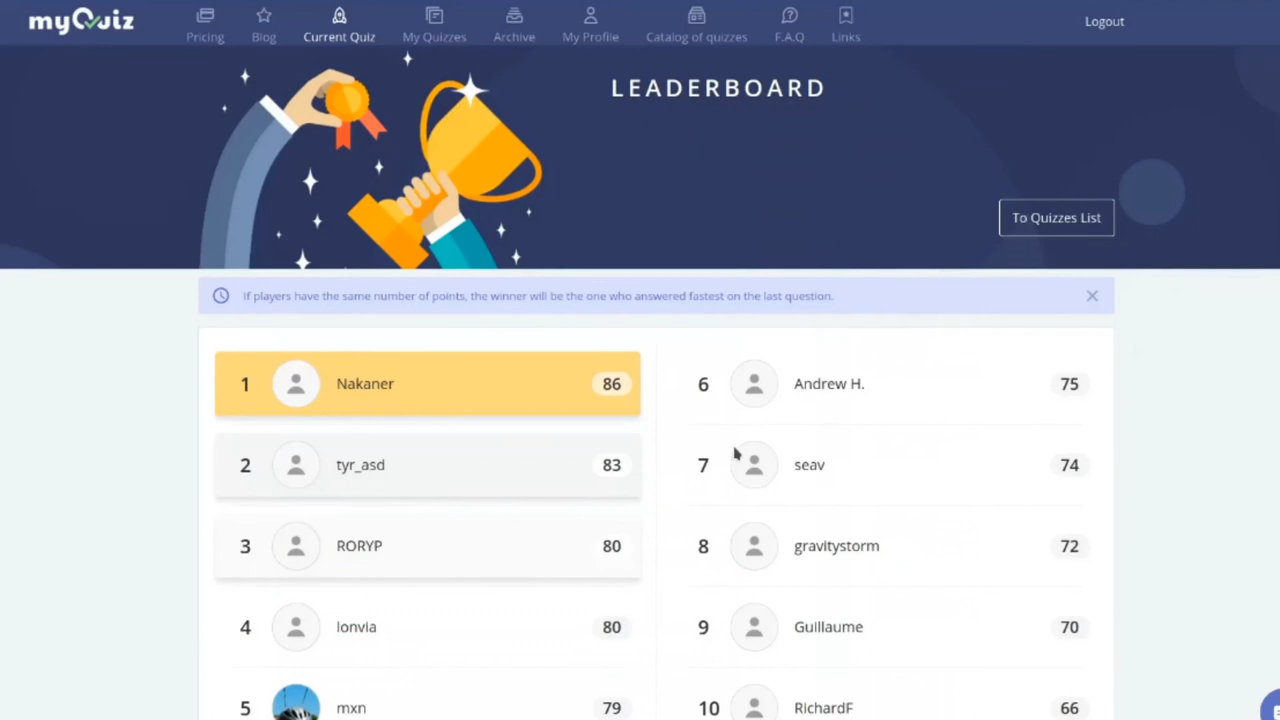 myQuiz
Pricing
Blog
Current Quiz
My Quizzes
Archive
My Profile
Catalog of quizzes
F.A.Q
Links
Logout
LEADERBOARD
To Quizzes List
If players have the same number of points, the winner will be the one who answered fastest on the last question.
1 Nakaner 86
2 tyr_asd 83
3 RORYP 80
4 lonvia 80
5 mxn 79
6 Andrew H. 75
7 seav 74
8 gravitystorm 72
9 Guillaume 70
10 RichardF 66